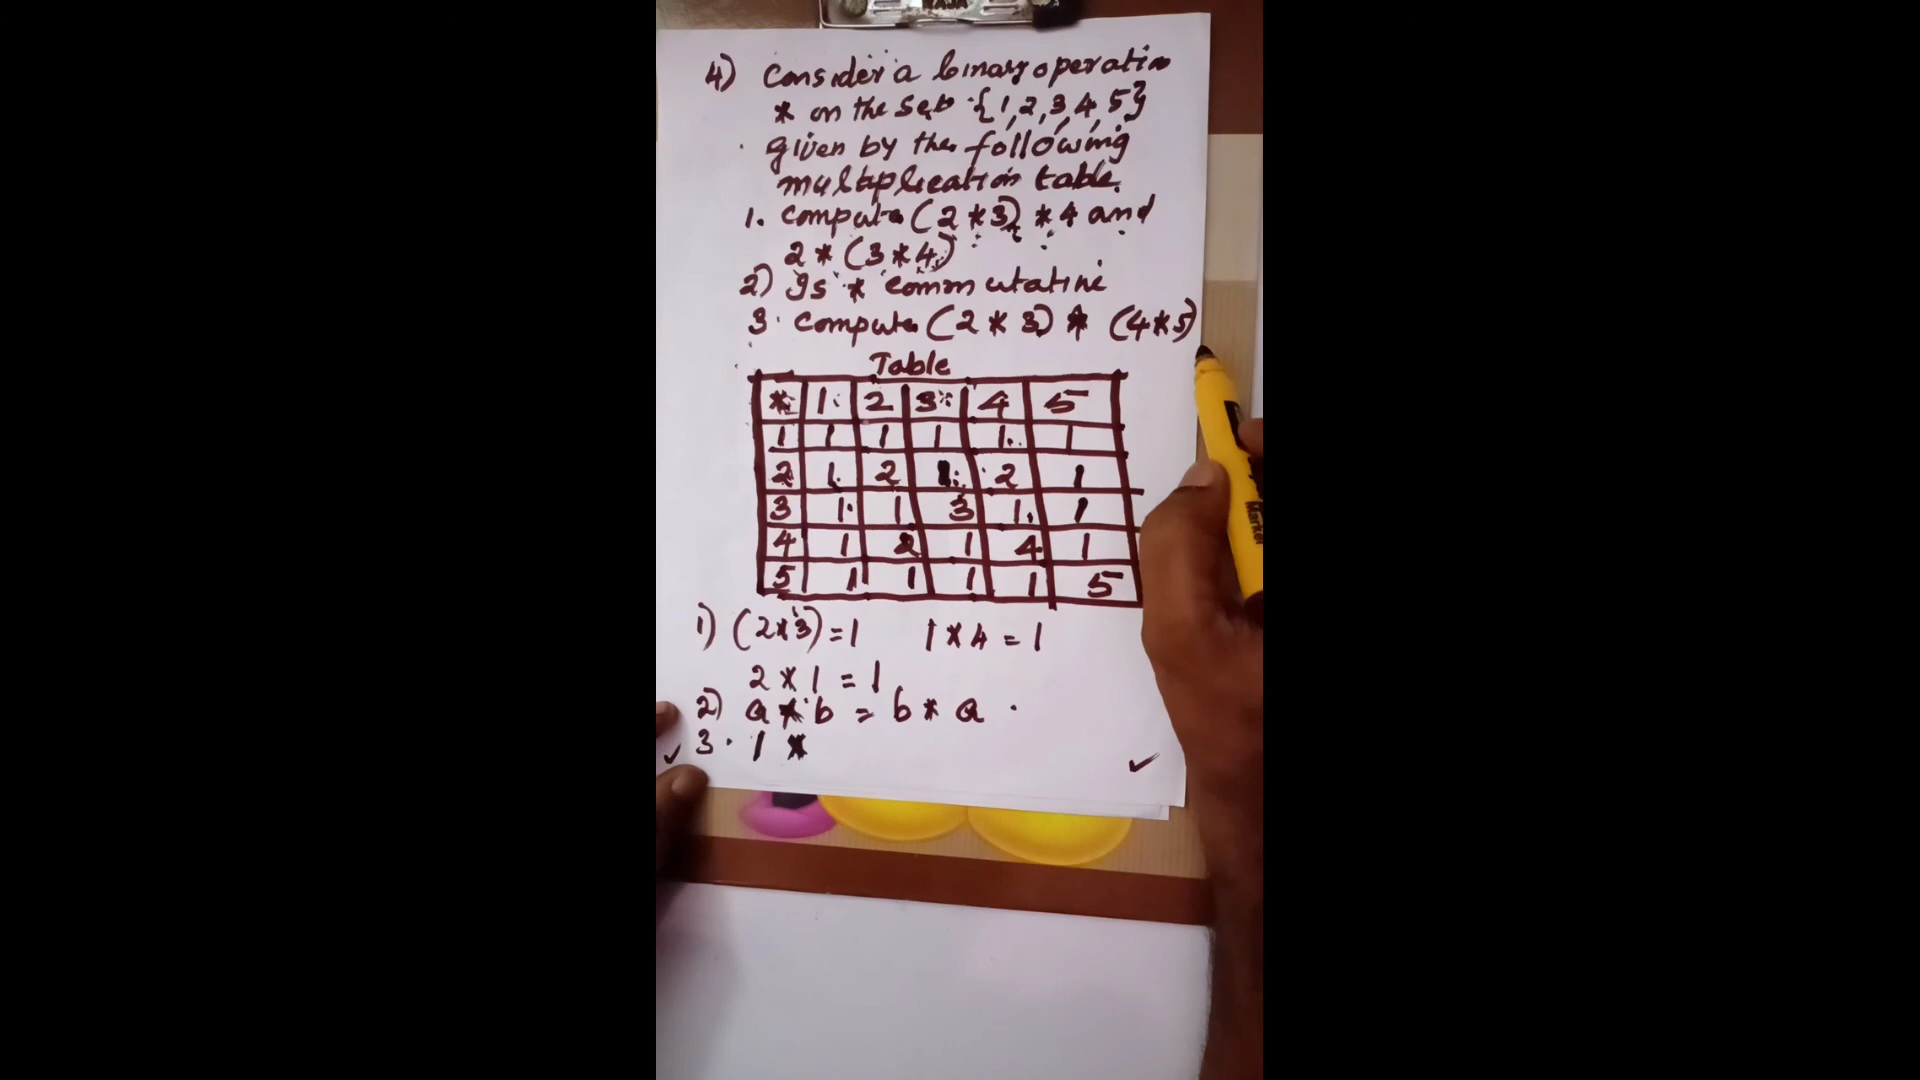 4) Consider a binary operatio
* on the set {1,2,3,4,5}
given by the following
multiplication table.
1. Compute (2*3) *4 and
2 * (3*4)
2) Is * commutative
3. Compute (2 * 3) * (4*5)
Table
* 1 2 3 4 5
1 1 1 1 1 1
2 1 2 1 2 1
3 1 1 3 1 1
4 1 2 1 4 1
5 1 1 1 1 5
1) (2*3) = 1 1 * 4 = 1
2 * 1 = 1
2) a * b = b * a
3. 1 *
Marker